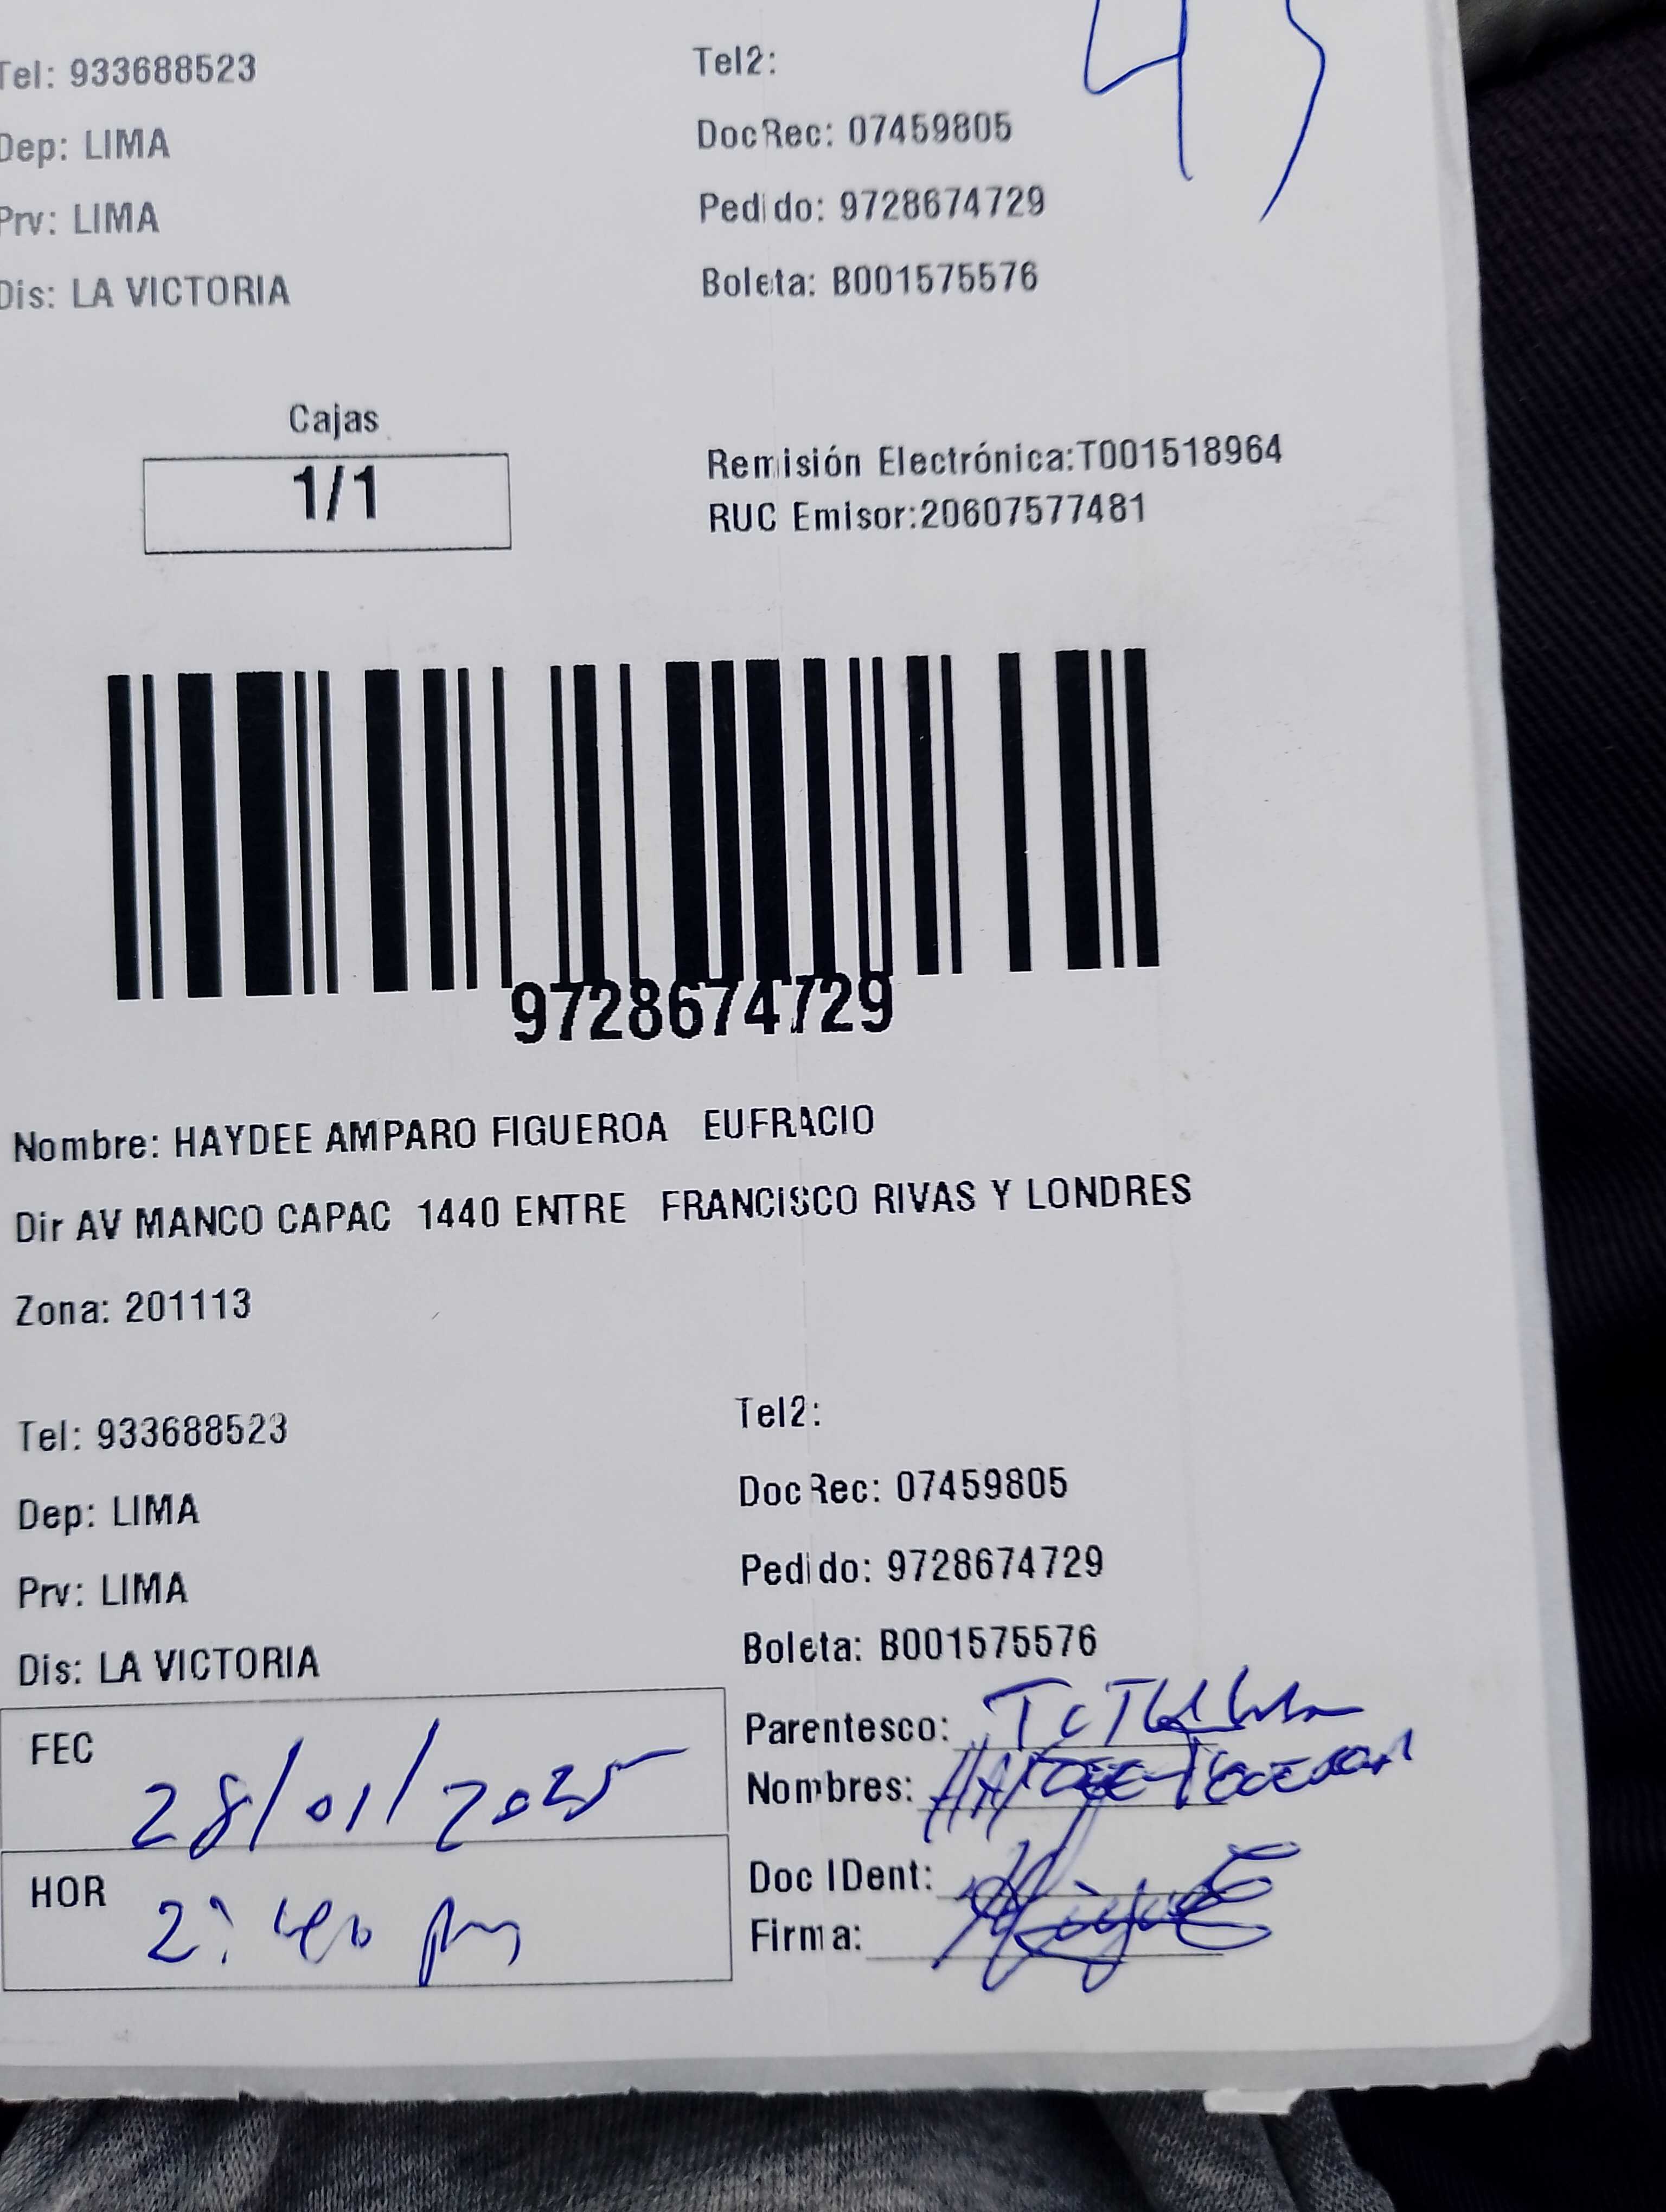 Tel: 933688523
Tel2:
Dep: LIMA
DocRec: 07459805
Prv: LIMA
Pedido: 9728674729
Dis: LA VICTORIA
Boleta: B001575576
Cajas
1/1
Remisión Electrónica:T001518964
RUC Emisor:20607577481
9728674729
Nombre: HAYDEE AMPARO FIGUEROA EUFRACIO
Dir AV MANCO CAPAC 1440 ENTRE FRANCISCO RIVAS Y LONDRES
Zona: 201113
Tel: 933688523
Tel2:
Dep: LIMA
DocRec: 07459805
Prv: LIMA
Pedido: 9728674729
Dis: LA VICTORIA
Boleta: B001575576
FEC 28/01/2025
HOR 2:40 pm
Parentesco:
Nombres:
Doc IDent:
Firma: